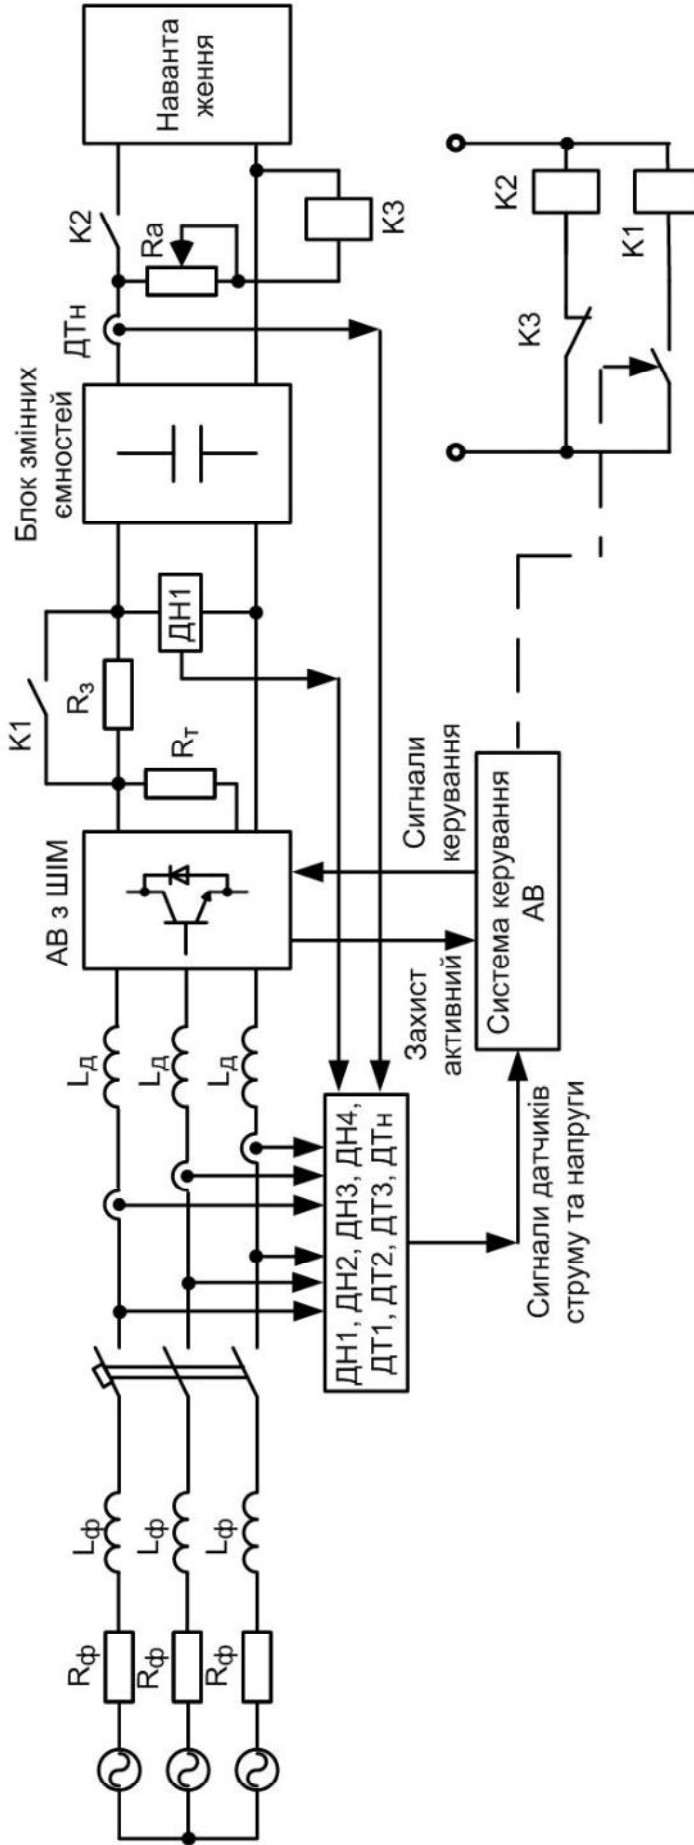 Rф
Rф
Rф
Lф
Lф
Lф
Lд
Lд
Lд
АВ з ШІМ
K1
Rз
Rт
ДН1
Блок змінних
ємностей
ДТн
K2
Ra
K3
Наванта
ження
ДН1, ДН2, ДН3, ДН4,
ДТ1, ДТ2, ДТ3, ДТн
Сигнали датчиків
струму та напруги
Захист
активний
Сигнали
керування
Система керування
АВ
K3
K2
K1